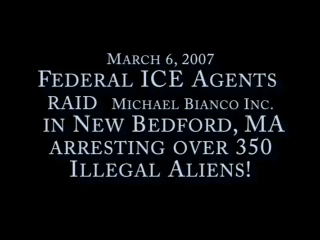 March 6, 2007
Federal ICE Agents
raid Michael Bianco Inc.
in New Bedford, MA
arresting over 350
Illegal Aliens!